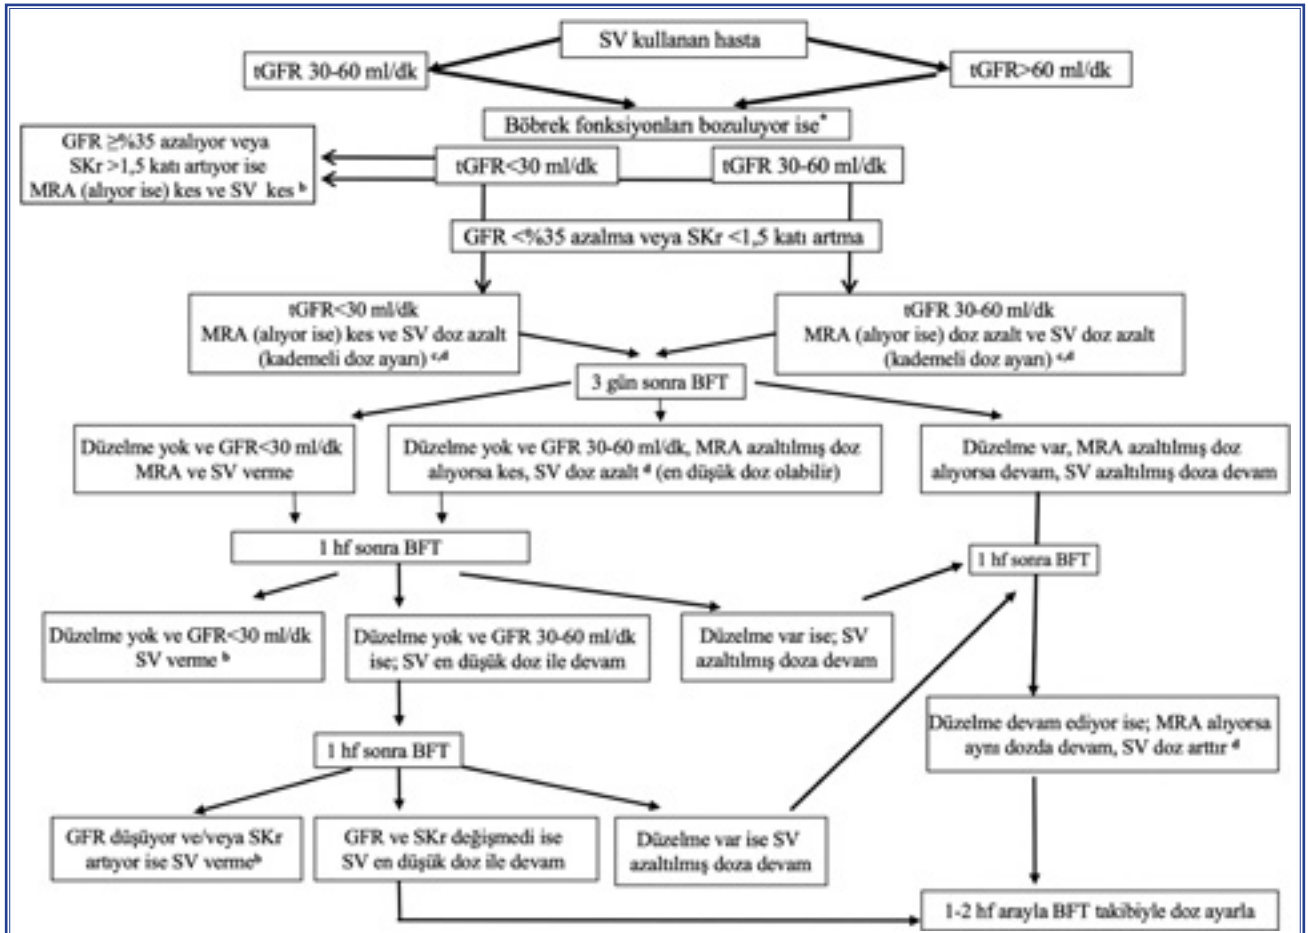 SV kullanan hasta
tGFR 30-60 ml/dk
tGFR>60 ml/dk
Böbrek fonksiyonları bozuluyor ise*
GFR ≥%35 azalıyor veya
SKr >1,5 katı artıyor ise
MRA (alıyor ise) kes ve SV kes b
tGFR<30 ml/dk
tGFR 30-60 ml/dk
GFR <%35 azalma veya SKr <1,5 katı artma
tGFR<30 ml/dk
MRA (alıyor ise) kes ve SV doz azalt
(kademeli doz ayarı) c,d
tGFR 30-60 ml/dk
MRA (alıyor ise) doz azalt ve SV doz azalt
(kademeli doz ayarı) c,d
3 gün sonra BFT
Düzelme yok ve GFR<30 ml/dk
MRA ve SV verme
Düzelme yok ve GFR 30-60 ml/dk, MRA azaltılmış doz
alıyorsa kes, SV doz azalt d (en düşük doz olabilir)
Düzelme var, MRA azaltılmış doz
alıyorsa devam, SV azaltılmış doza devam
1 hf sonra BFT
1 hf sonra BFT
Düzelme yok ve GFR<30 ml/dk
SV verme b
Düzelme yok ve GFR 30-60 ml/dk
ise; SV en düşük doz ile devam
Düzelme var ise; SV
azaltılmış doza devam
Düzelme devam ediyor ise; MRA alıyorsa
aynı dozda devam, SV doz arttır d
1 hf sonra BFT
GFR düşüyor ve/veya SKr
artıyor ise SV verme b
GFR ve SKr değişmedi ise
SV en düşük doz ile devam
Düzelme var ise SV
azaltılmış doza devam
1-2 hf arayla BFT takibiyle doz ayarla